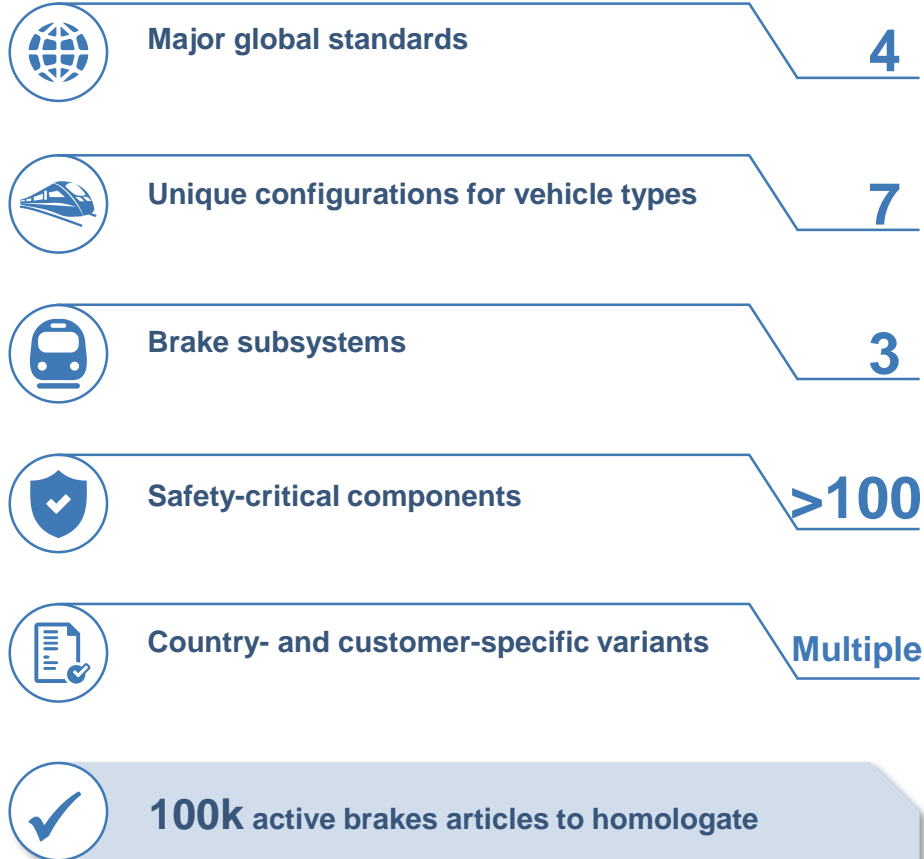 Major global standards
4
Unique configurations for vehicle types
7
Brake subsystems
3
Safety-critical components
>100
Country- and customer-specific variants
Multiple
100k active brakes articles to homologate